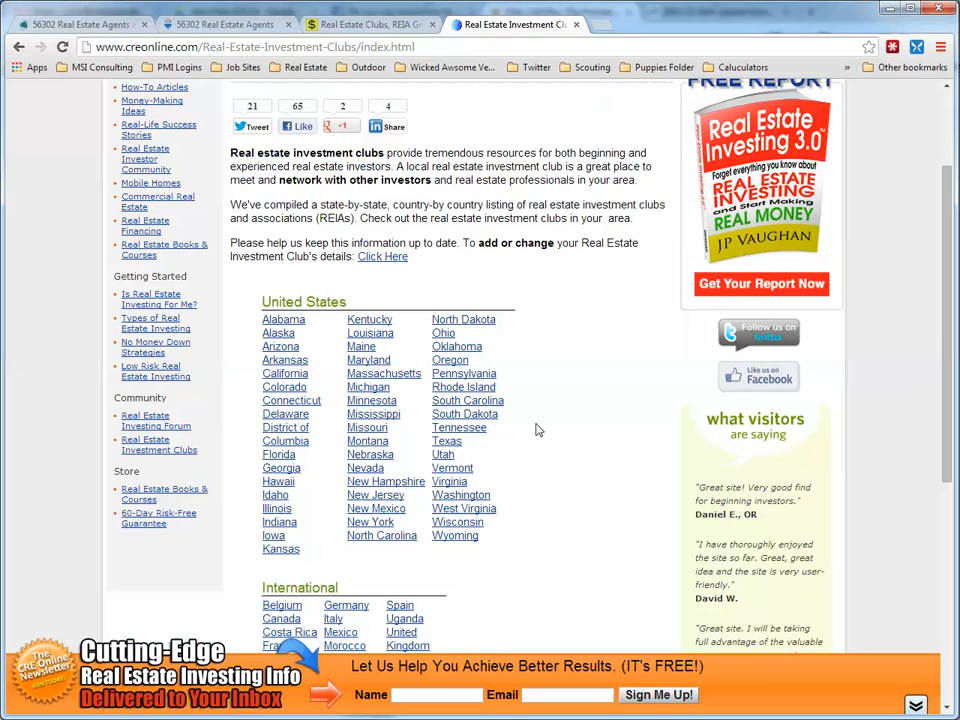 56302 Real Estate Agents
56302 Real Estate Agents
Real Estate Clubs, REIA Gr
Real Estate Investment Clu
www.creonline.com/Real-Estate-Investment-Clubs/index.html
Apps MSI Consulting PMI Logins Job Sites Real Estate Outdoor Wicked Awsome Ve... Twitter Scouting Puppies Folder Caluculators » Other bookmarks
How-To Articles
Money-Making
Ideas
Real-Life Success
Stories
Real Estate
Investor
Community
Mobile Homes
Commercial Real
Estate
Real Estate
Financing
Real Estate Books &
Courses
Getting Started
Is Real Estate
Investing For Me?
Types of Real
Estate Investing
No Money Down
Strategies
Low Risk Real
Estate Investing
Community
Real Estate
Investing Forum
Real Estate
Investment Clubs
Store
Real Estate Books &
Courses
60-Day Risk-Free
Guarantee
21 65 2 4
Tweet Like +1 Share
Real estate investment clubs provide tremendous resources for both beginning and
experienced real estate investors. A local real estate investment club is a great place to
meet and network with other investors and real estate professionals in your area.
We've compiled a state-by-state, country-by country listing of real estate investment clubs
and associations (REIAs). Check out the real estate investment clubs in your area.
Please help us keep this information up to date. To add or change your Real Estate
Investment Club's details: Click Here
United States
Alabama Kentucky North Dakota
Alaska Louisiana Ohio
Arizona Maine Oklahoma
Arkansas Maryland Oregon
California Massachusetts Pennsylvania
Colorado Michigan Rhode Island
Connecticut Minnesota South Carolina
Delaware Mississippi South Dakota
District of Missouri Tennessee
Columbia Montana Texas
Florida Nebraska Utah
Georgia Nevada Vermont
Hawaii New Hampshire Virginia
Idaho New Jersey Washington
Illinois New Mexico West Virginia
Indiana New York Wisconsin
Iowa North Carolina Wyoming
Kansas
International
Belgium Germany Spain
Canada Italy Uganda
Costa Rica Mexico United
Morocco Kingdom
FREE REPORT
Real Estate
Investing 3.0
Forget everything you know about
REAL ESTATE
INVESTING
and Start Making
REAL MONEY
JP VAUGHAN
Get Your Report Now
Follow us on
twitter
Like us on
Facebook
what visitors
are saying
"Great site! Very good find
for beginning investors."
Daniel E., OR
"I have thoroughly enjoyed
the site so far. Great, great
idea and the site is very user-
friendly."
David W.
"Great site. I will be taking
full advantage of the valuable
The CRE Online
Newsletter
JOIN TODAY!
Cutting-Edge
Real Estate Investing Info
Delivered to Your Inbox
Let Us Help You Achieve Better Results. (IT'S FREE!)
Name Email Sign Me Up!